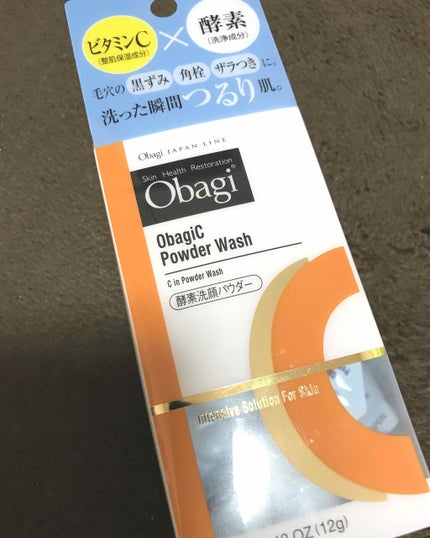 ビタミンC
(整肌保湿成分)
×
酵素
(洗浄成分)
毛穴の 黒ずみ 角栓 ザラつき に。
洗った瞬間 つるり 肌。
Obagi JAPAN LINE
Skin Health Restoration
Obagi®
ObagiC
Powder Wash
C in Powder Wash
酵素洗顔パウダー
Intensive Solution For Skin
OZ (12g)